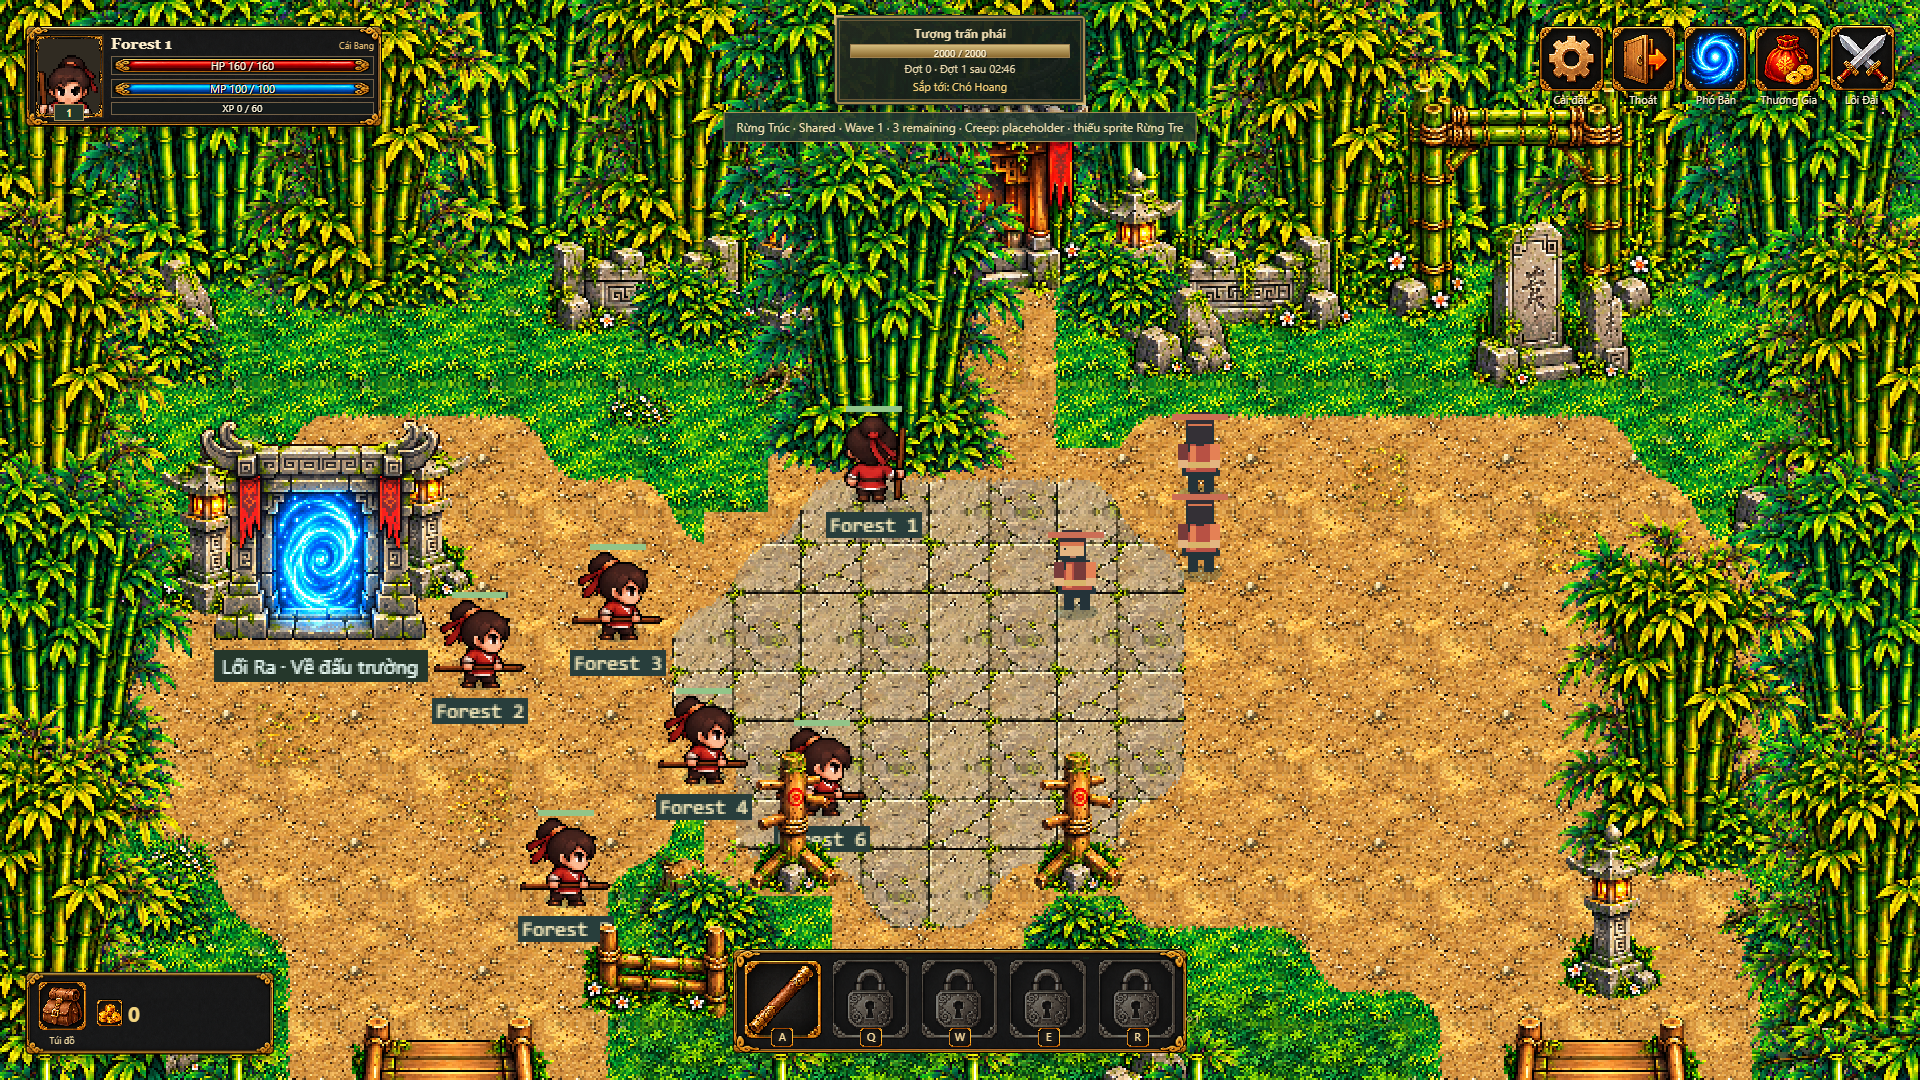 Forest 1
Cái Bang
HP 160 / 160
MP 100 / 100
XP 0 / 60
1
Tượng trấn phái
2000 / 2000
Đợt 0 · Đợt 1 sau 02:46
Sắp tới: Chó Hoang
Rừng Trúc · Shared · Wave 1 · 3 remaining · Creep: placeholder · thiếu sprite Rừng Tre
Cài đặt
Thoát
Phó Bản
Thương Gia
Lôi Đài
Forest 1
Forest 3
Lối Ra · Về đấu trường
Forest 2
Forest 4
est 6
Forest
Túi đồ
0
A
Q
W
E
R